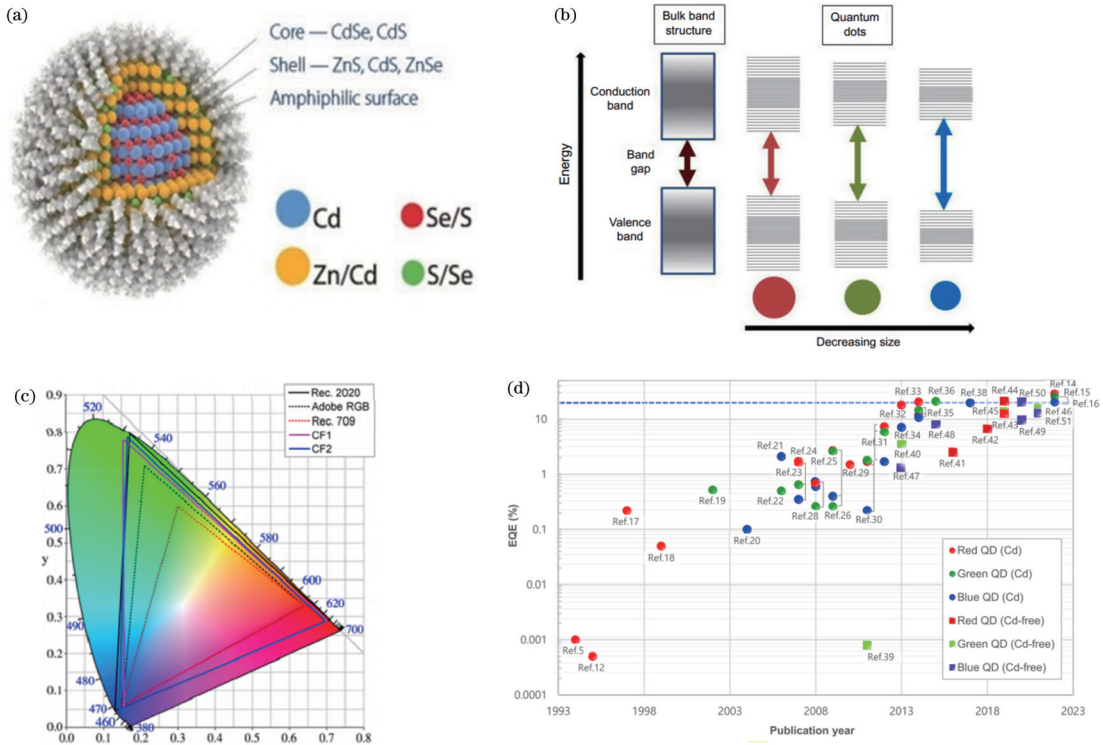 (a)
Core — CdSe, CdS
Shell — ZnS, CdS, ZnSe
Amphiphilic surface
Cd
Se/S
Zn/Cd
S/Se
(b)
Bulk band
structure
Quantum
dots
Energy
Conduction
band
Band
gap
Valence
band
Decreasing size
(c)
Rec. 2020
Adobe RGB
Rec. 709
CF1
CF2
0.9
0.8
0.7
0.6
0.5
0.4
0.3
0.2
0.1
0.0
y
520
540
560
580
600
620
700
500
490
480
470
460
380
0.0 0.1 0.2 0.3 0.4 0.5 0.6 0.7 0.8
(d)
EQE (%)
10
1
0.1
0.01
0.001
0.0001
Ref.5
Ref.12
Ref.17
Ref.18
Ref.19
Ref.20
Ref.21
Ref.22
Ref.23
Ref.24
Ref.25
Ref.26
Ref.28
Ref.29
Ref.30
Ref.31
Ref.32
Ref.33
Ref.34
Ref.35
Ref.36
Ref.38
Ref.39
Ref.40
Ref.41
Ref.42
Ref.43
Ref.44
Ref.45
Ref.46
Ref.47
Ref.48
Ref.49
Ref.50
Ref.51
Ref.14
Ref.15
Ref.16
Red QD (Cd)
Green QD (Cd)
Blue QD (Cd)
Red QD (Cd-free)
Green QD (Cd-free)
Blue QD (Cd-free)
1993 1998 2003 2008 2013 2018 2023
Publication year